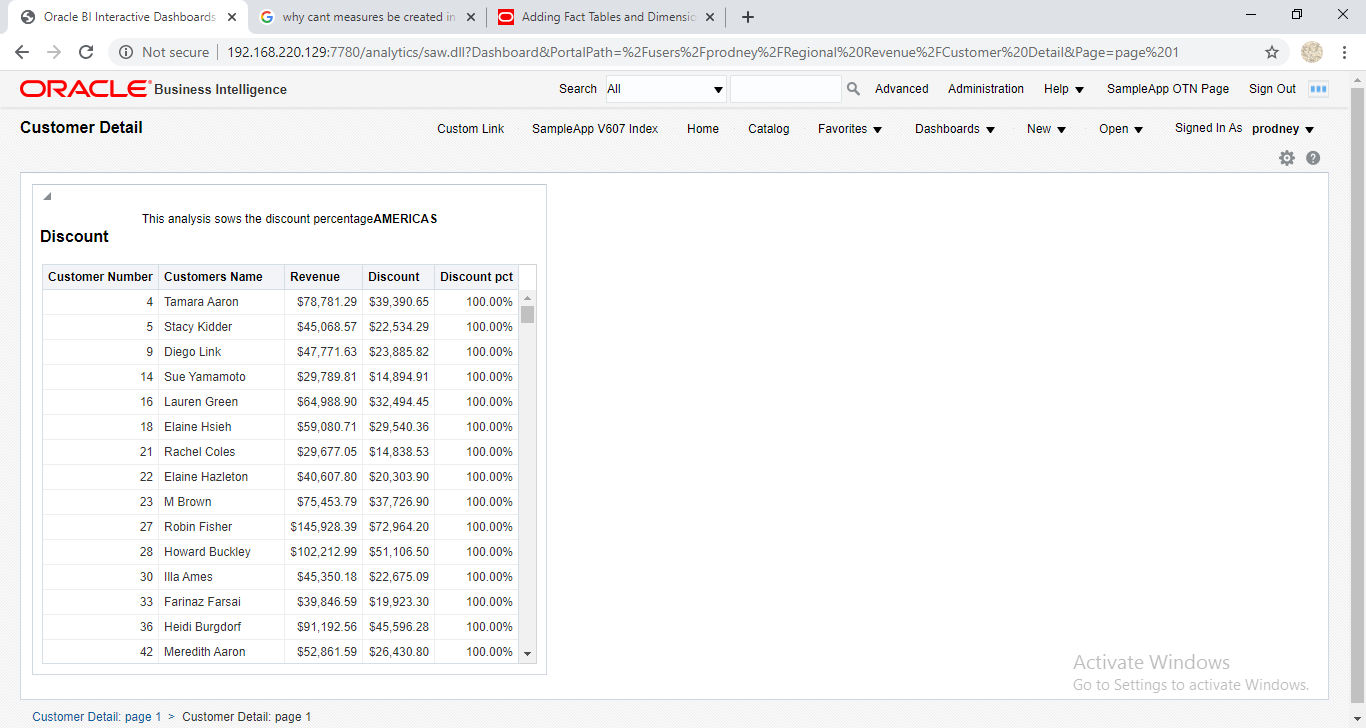 Oracle BI Interactive Dashboards
why cant measures be created in
Adding Fact Tables and Dimensio
Not secure 192.168.220.129:7780/analytics/saw.dll?Dashboard&PortalPath=%2Fusers%2Fprodney%2FRegional%20Revenue%2FCustomer%20Detail&Page=page%201
ORACLE Business Intelligence Search All Advanced Administration Help SampleApp OTN Page Sign Out
Customer Detail Custom Link SampleApp V607 Index Home Catalog Favorites Dashboards New Open Signed In As prodney
This analysis sows the discount percentageAMERICAS
Discount
Customer Number Customers Name Revenue Discount Discount pct
4 Tamara Aaron $78,781.29 $39,390.65 100.00%
5 Stacy Kidder $45,068.57 $22,534.29 100.00%
9 Diego Link $47,771.63 $23,885.82 100.00%
14 Sue Yamamoto $29,789.81 $14,894.91 100.00%
16 Lauren Green $64,988.90 $32,494.45 100.00%
18 Elaine Hsieh $59,080.71 $29,540.36 100.00%
21 Rachel Coles $29,677.05 $14,838.53 100.00%
22 Elaine Hazleton $40,607.80 $20,303.90 100.00%
23 M Brown $75,453.79 $37,726.90 100.00%
27 Robin Fisher $145,928.39 $72,964.20 100.00%
28 Howard Buckley $102,212.99 $51,106.50 100.00%
30 Illa Ames $45,350.18 $22,675.09 100.00%
33 Farinaz Farsai $39,846.59 $19,923.30 100.00%
36 Heidi Burgdorf $91,192.56 $45,596.28 100.00%
42 Meredith Aaron $52,861.59 $26,430.80 100.00%
Activate Windows
Go to Settings to activate Windows.
Customer Detail: page 1 > Customer Detail: page 1